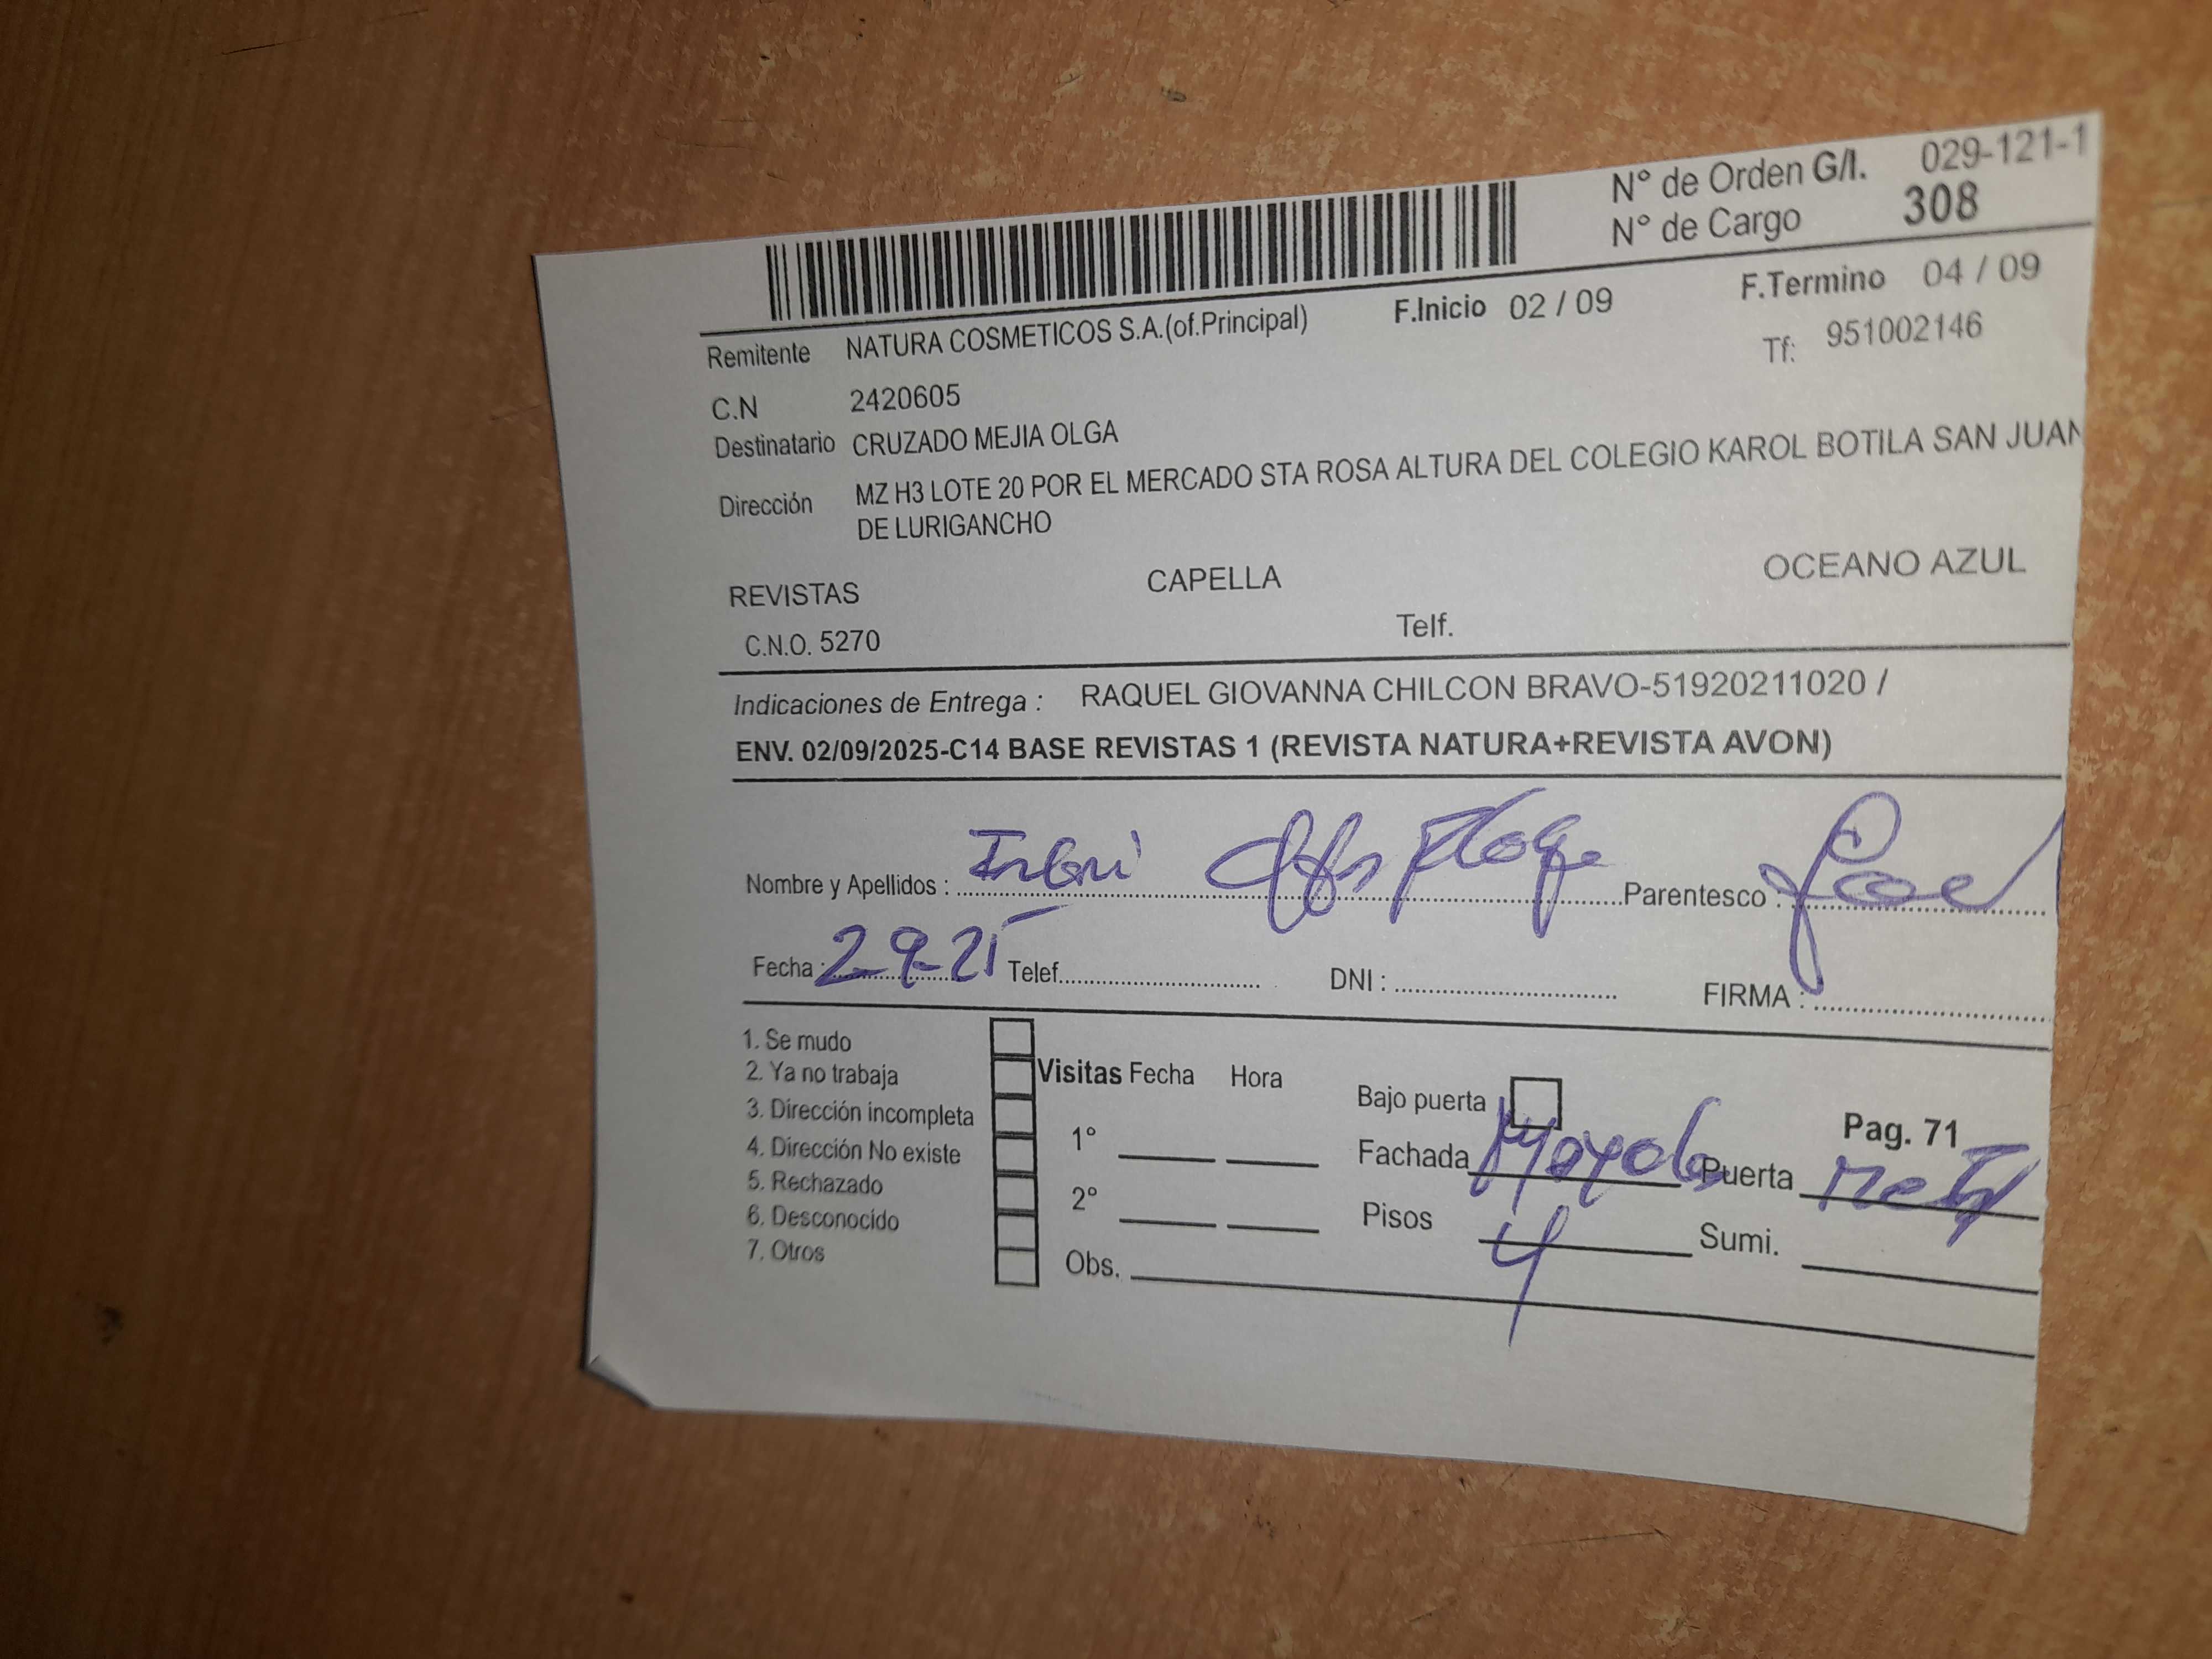 N° de Orden G/I. 029-121-1
N° de Cargo 308
F.Inicio 02 / 09 F.Termino 04 / 09
Remitente NATURA COSMETICOS S.A.(of.Principal) Tf: 951002146
C.N 2420605
Destinatario CRUZADO MEJIA OLGA
Dirección MZ H3 LOTE 20 POR EL MERCADO STA ROSA ALTURA DEL COLEGIO KAROL BOTILA SAN JUAN
DE LURIGANCHO
REVISTAS CAPELLA OCEANO AZUL
C.N.O. 5270 Telf.
Indicaciones de Entrega : RAQUEL GIOVANNA CHILCON BRAVO-51920211020 /
ENV. 02/09/2025-C14 BASE REVISTAS 1 (REVISTA NATURA+REVISTA AVON)
Nombre y Apellidos : Parentesco :
Fecha : 2-9-25 Telef. DNI : FIRMA :
1. Se mudo
2. Ya no trabaja
3. Dirección incompleta
4. Dirección No existe
5. Rechazado
6. Desconocido
7. Otros
Visitas Fecha Hora
1°
2°
Obs.
Bajo puerta
Fachada
Pisos 4
Pag. 71
Puerta
Sumi.